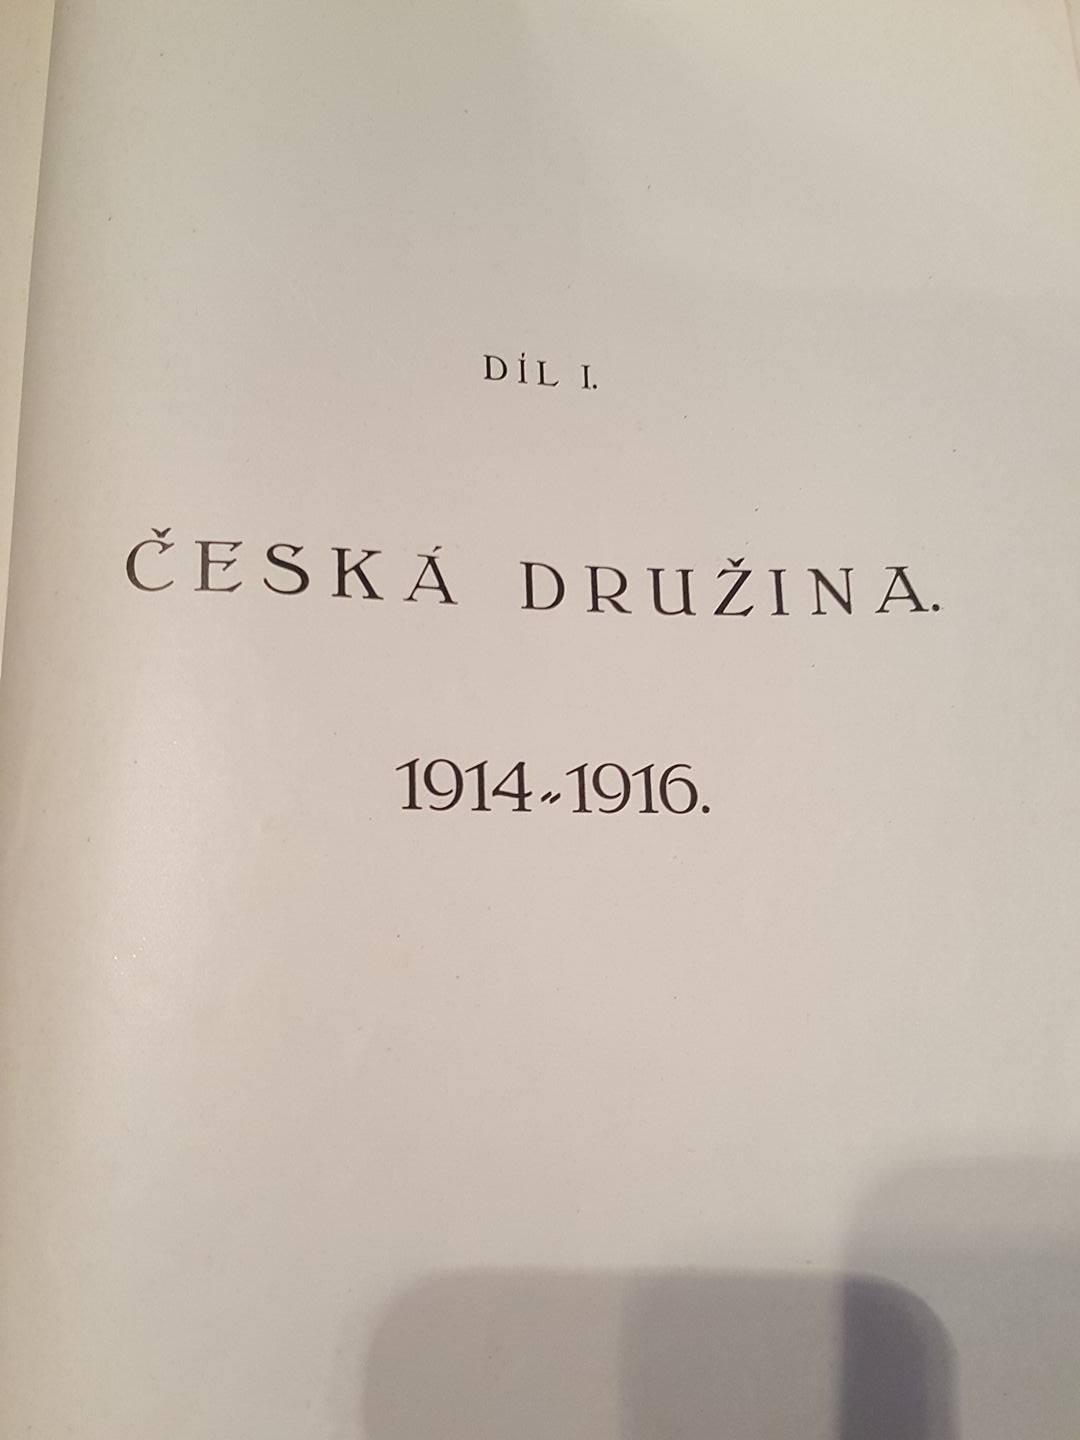 DÍL I.
ČESKÁ DRUŽINA.
1914-1916.